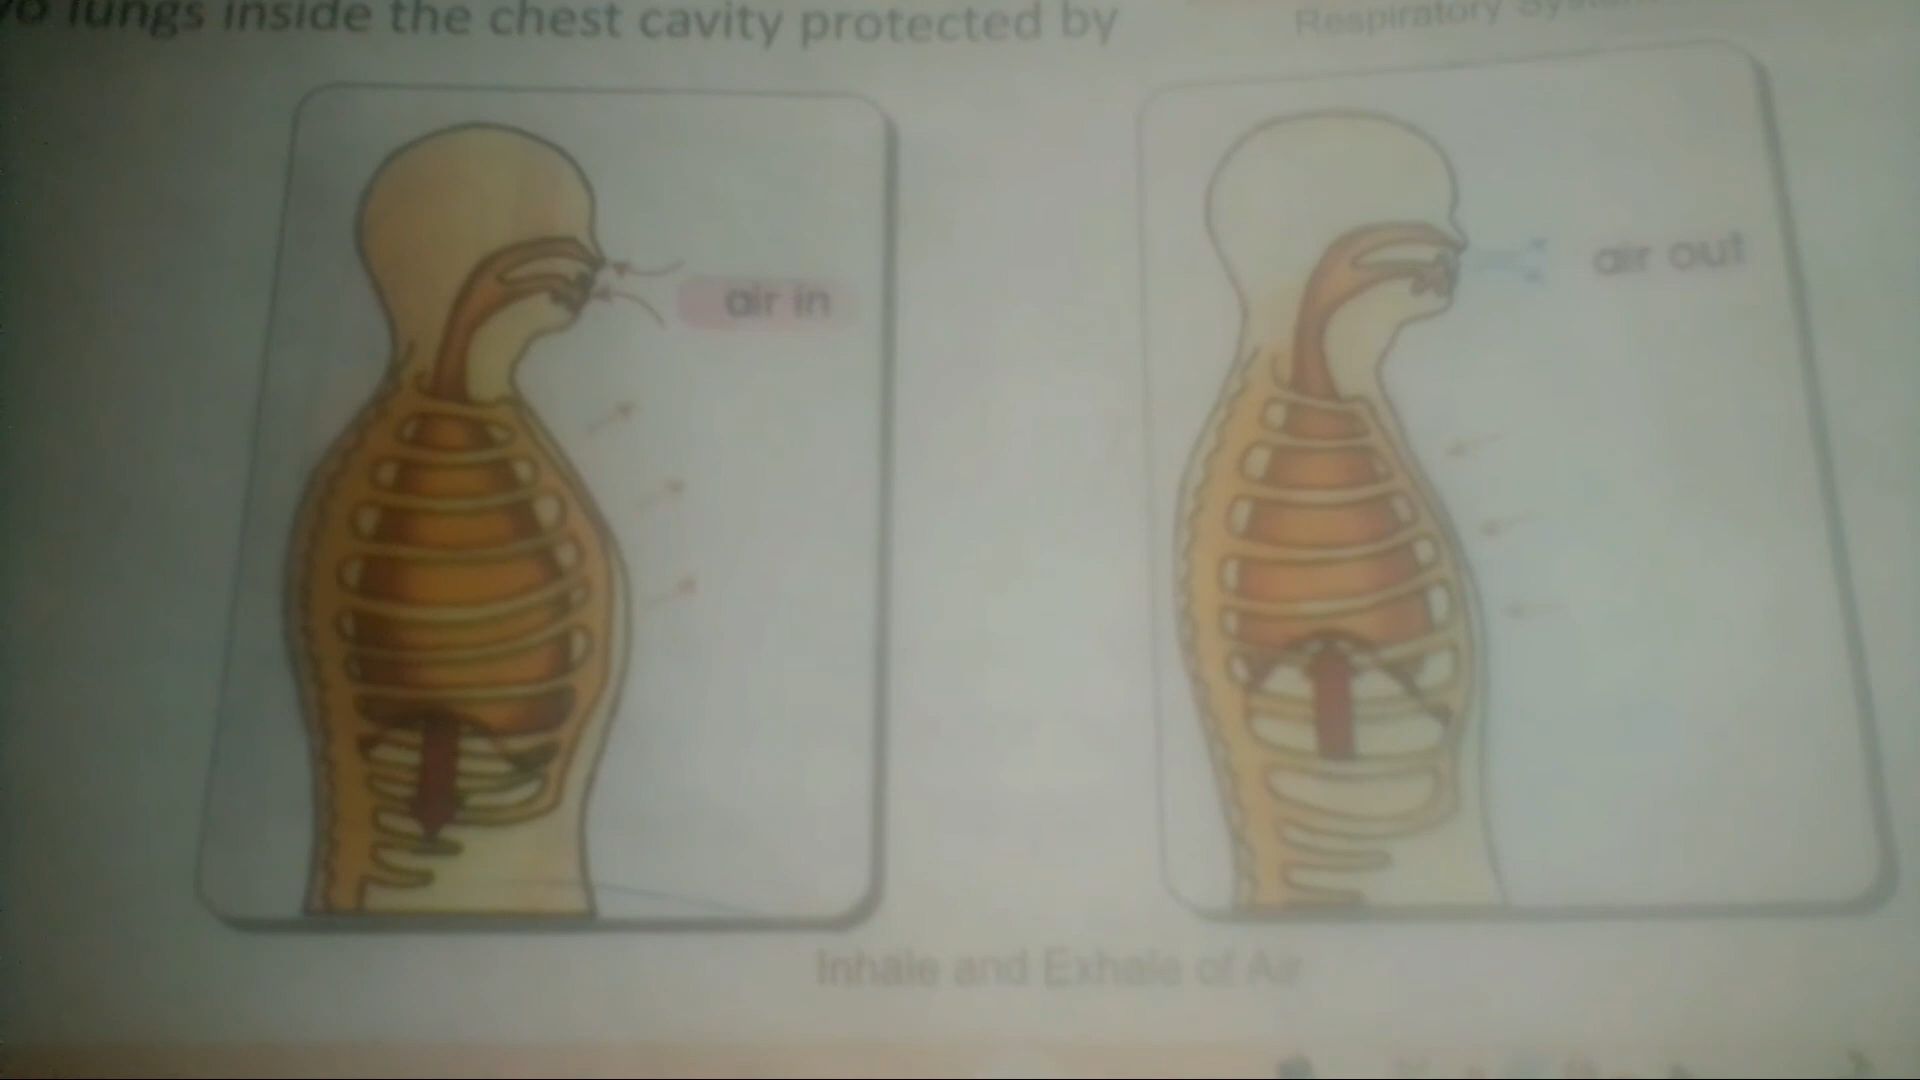 lungs inside the chest cavity protected by
Respiratory
air in
air out
Inhale and Exhale of Air